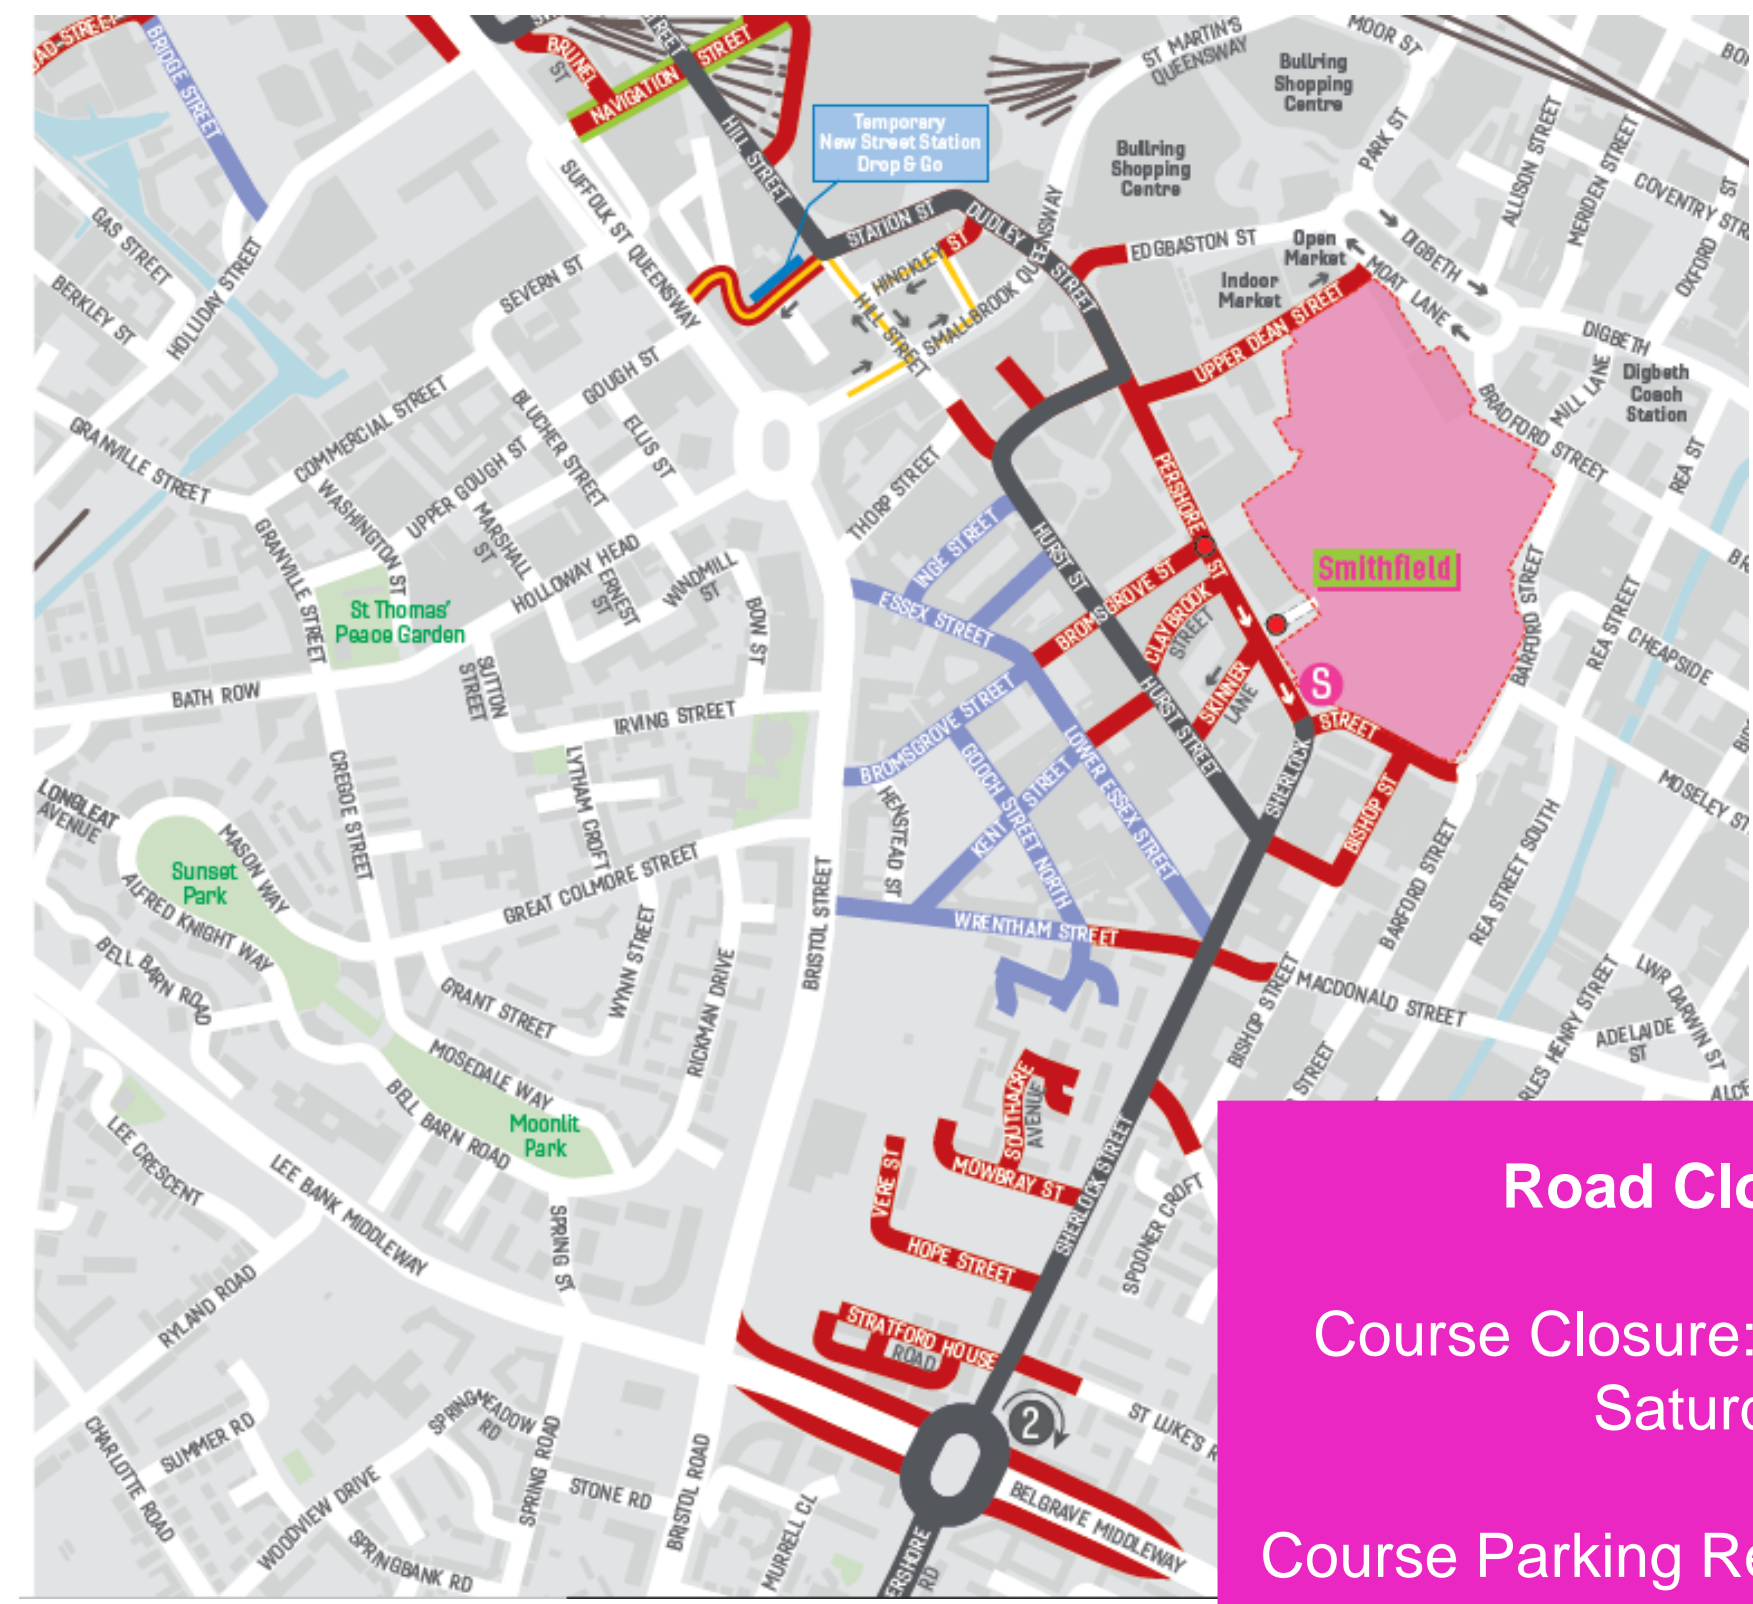 BRIDGE STREET
BRUNEL
ST
NAVIGATION STREET
HILL STREET
ST MARTIN'S
QUEENSWAY
MOOR ST
Bullring
Shopping
Centre
Bullring
Shopping
Centre
PARK ST
ALLISON STREET
MERIDEN STREET
COVENTRY
OXFORD
ST
Temporary
New Street Station
Drop & Go
SUFFOLK ST QUEENSWAY
GAS STREET
BERKLEY ST
HOLLIDAY STREET
SEVERN ST
STATION ST
DUDLEY STREET
HINCKLEY ST
HILL STREET
SMALLBROOK QUEENSWAY
EDGBASTON ST
Open
Market
Indoor
Market
DIGBETH
MOAT LANE
UPPER DEAN STREET
DIGBETH
Digbeth
Coach
Station
MILL LANE
BRADFORD STREET
REA ST
GRANVILLE STREET
COMMERCIAL STREET
GOUGH ST
BLUCHER STREET
ELLIS ST
UPPER GOUGH ST
WASHINGTON ST
MARSHALL
ST
HOLLOWAY HEAD
ERNEST
ST
WINDMILL
ST
THORP STREET
PERSHORE ST
HURST ST
INGE STREET
ESSEX STREET
BROMSGROVE ST
CLAYBROOK
STREET
SKINNER
LANE
Smithfield
S
STREET
BARFORD STREET
REA STREET
CHEAPSIDE
MOSELEY ST
GRANVILLE STREET
St Thomas'
Peace Garden
BOW ST
SUTTON
STREET
BATH ROW
IRVING STREET
BROMSGROVE STREET
HURST STREET
SHERLOCK
BISHOP ST
LOWER ESSEX STREET
KENT STREET
GOOCH STREET NORTH
HENSTEAD ST
LONGLEAT
AVENUE
CREGOE STREET
LYTHAM CROFT
MASON WAY
Sunset
Park
ALFRED KNIGHT WAY
GREAT COLMORE STREET
BRISTOL STREET
WRENTHAM STREET
BELL BARN ROAD
WYNN STREET
RICKMAN DRIVE
GRANT STREET
BARFORD STREET
REA STREET SOUTH
MACDONALD STREET
BISHOP STREET
STREET
LWR DARWIN ST
ADELAIDE
ST
MOSEDALE WAY
Moonlit
Park
BELL BARN ROAD
SOUTHACRE
AVENUE
MOWBRAY ST
VERE ST
HOPE STREET
SHERLOCK STREET
SPOONER CROFT
LEE CRESCENT
LEE BANK MIDDLEWAY
SPRING ST
RYLAND ROAD
STRATFORD HOUSE
ROAD
2
ST LUKE'S
BELGRAVE MIDDLEWAY
CHARLOTTE ROAD
SUMMER RD
SPRINGMEADOW
RD
WOODVIEW DRIVE
SPRING ROAD
SPRINGBANK RD
STONE RD
BRISTOL ROAD
MURRELL CL
RD
Road Clo
Course Closure:
Saturd
Course Parking Re